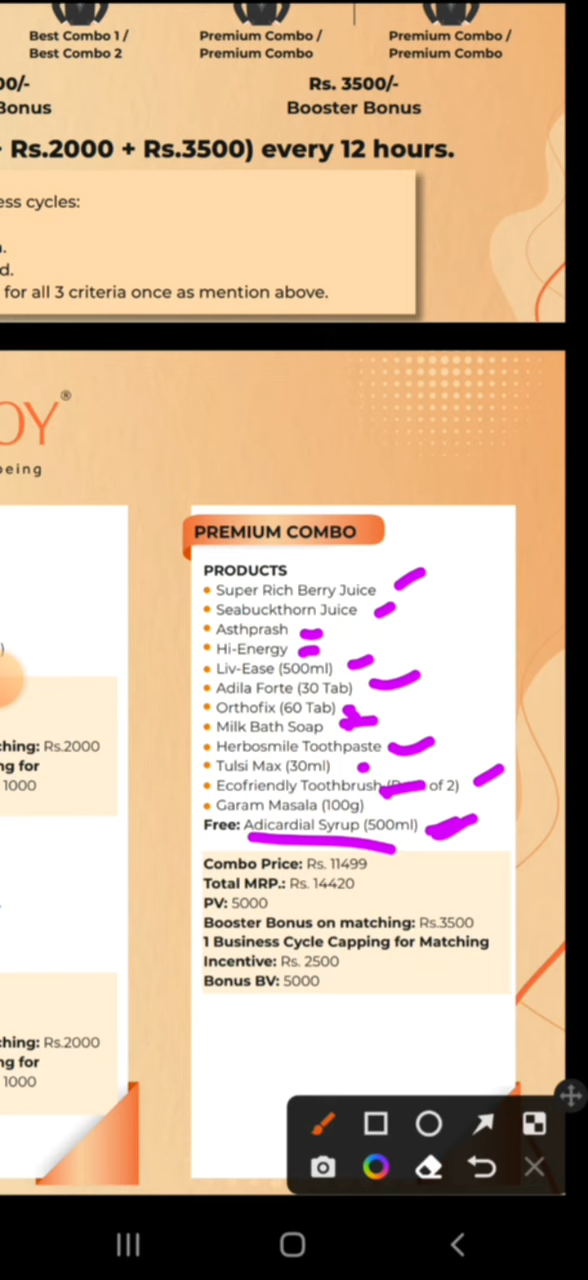 Best Combo 1 /
Best Combo 2
Premium Combo /
Premium Combo
Premium Combo /
Premium Combo
00/-
Bonus
Rs. 3500/-
Booster Bonus
Rs.2000 + Rs.3500) every 12 hours.
ess cycles:
n.
d.
for all 3 criteria once as mention above.
OY®
being
)
ching: Rs.2000
ng for
1000
ching: Rs.2000
ng for
1000
PREMIUM COMBO
PRODUCTS
• Super Rich Berry Juice
• Seabuckthorn Juice
• Asthprash
• Hi-Energy
• Liv-Ease (500ml)
• Adila Forte (30 Tab)
• Orthofix (60 Tab)
• Milk Bath Soap
• Herbosmile Toothpaste
• Tulsi Max (30ml)
• Ecofriendly Toothbrush of 2)
• Garam Masala (100g)
Free: Adicardial Syrup (500ml)
Combo Price: Rs. 11499
Total MRP.: Rs. 14420
PV: 5000
Booster Bonus on matching: Rs.3500
1 Business Cycle Capping for Matching
Incentive: Rs. 2500
Bonus BV: 5000